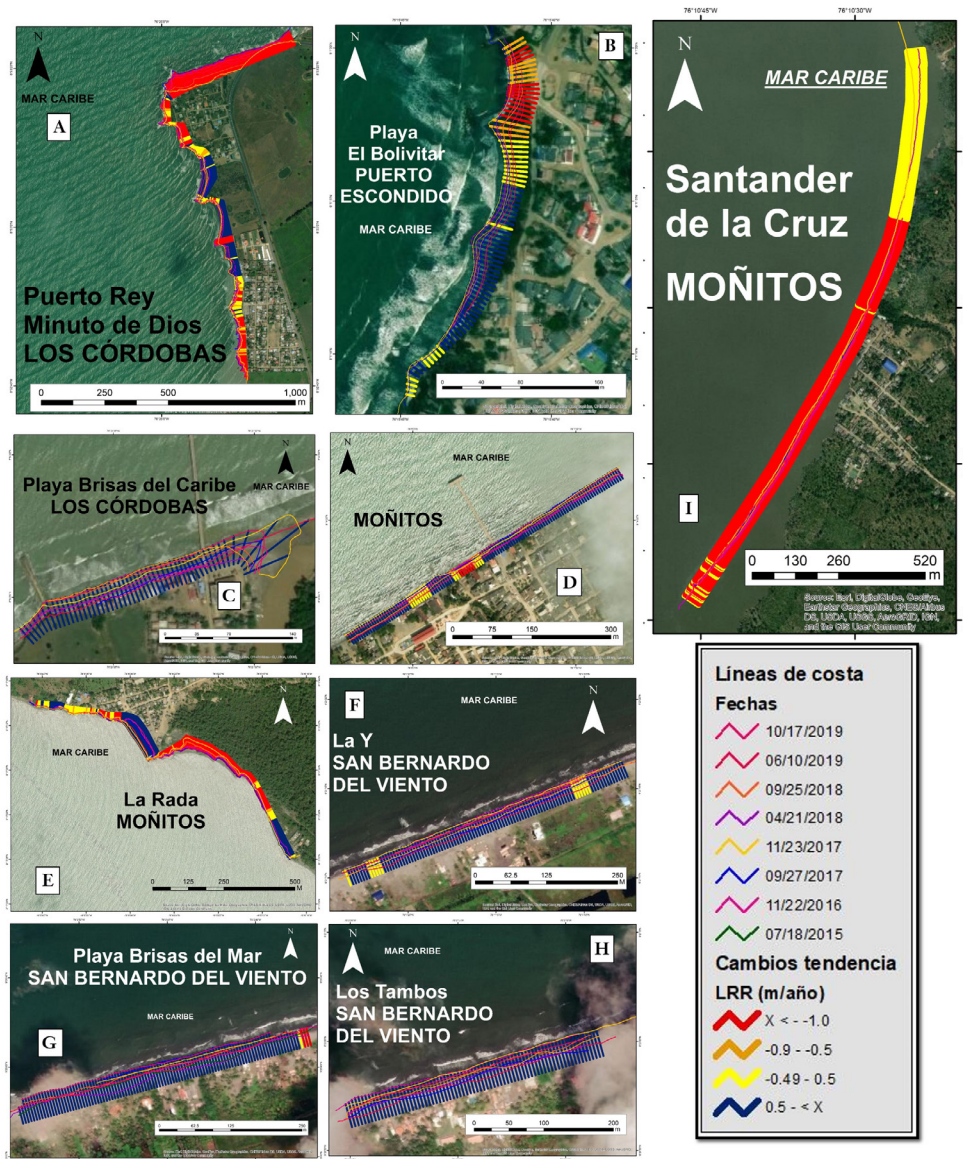 N
MAR CARIBE
A
Puerto Rey
Minuto de Dios
LOS CÓRDOBAS
0 250 500 1,000
m
B
Playa
El Bolivitar
PUERTO
ESCONDIDO
MAR CARIBE
0 20 40 60 100
m
76°10'45"W 76°10'30"W
N
MAR CARIBE
Santander
de la Cruz
MOÑITOS
I
0 130 260 520
m
Source: Esri, DigitalGlobe, GeoEye,
Earthstar Geographics, CNES/Airbus
DS, USDA, USGS, AeroGRID, IGN,
and the GIS User Community
N
Playa Brisas del Caribe
LOS CÓRDOBAS
MAR CARIBE
C
N
MAR CARIBE
MOÑITOS
D
0 75 150 300
m
N
MAR CARIBE
La Rada
MOÑITOS
E
0 125 250 500
M
F
MAR CARIBE
N
La Y
SAN BERNARDO
DEL VIENTO
0 62.5 125 250
M
N
Playa Brisas del Mar
SAN BERNARDO DEL VIENTO
MAR CARIBE
G
N
MAR CARIBE
H
Los Tambos
SAN BERNARDO
DEL VIENTO
0 50 100 200
m
Líneas de costa
Fechas
10/17/2019
06/10/2019
09/25/2018
04/21/2018
11/23/2017
09/27/2017
11/22/2016
07/18/2015
Cambios tendencia
LRR (m/año)
X < - -1.0
-0.9 - -0.5
-0.49 - 0.5
0.5 - < X